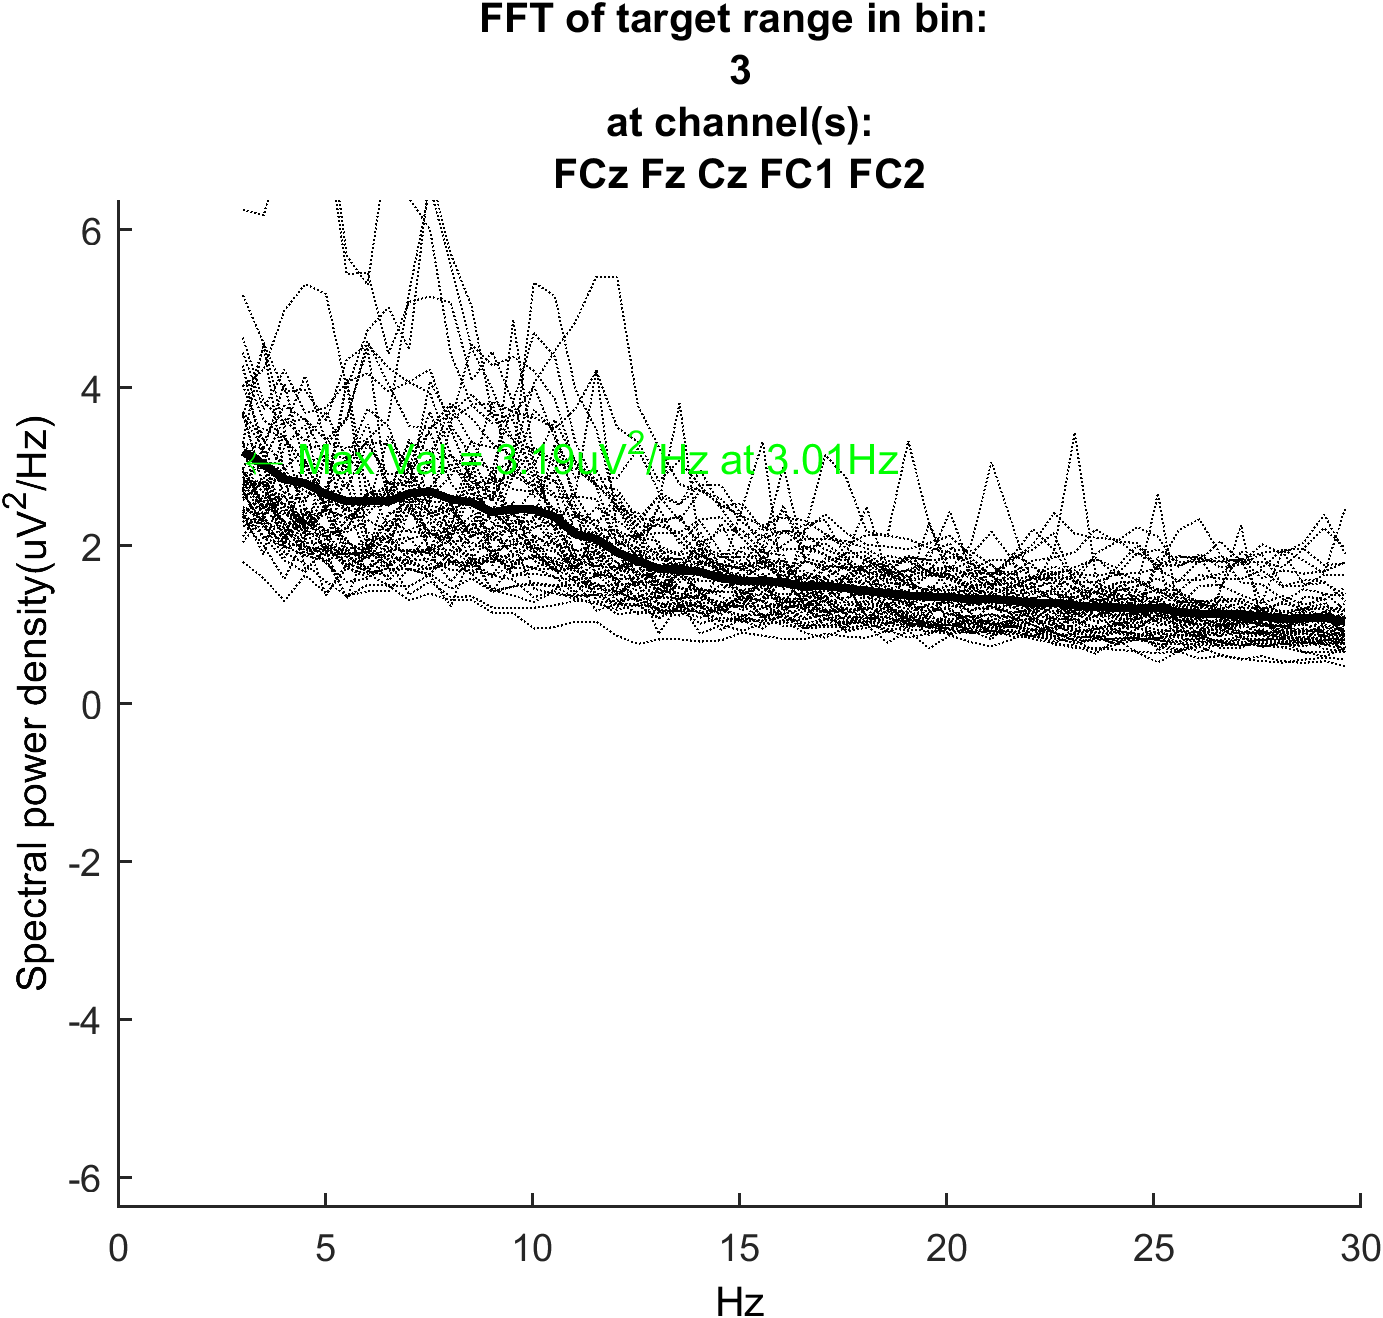 FFT of target range in bin:
3
at channel(s):
FCz Fz Cz FC1 FC2
6
4
← Max Val = 3.19uV²/Hz at 3.01Hz
2
0
-2
-4
-6
Spectral power density(uV²/Hz)
0 5 10 15 20 25 30
Hz